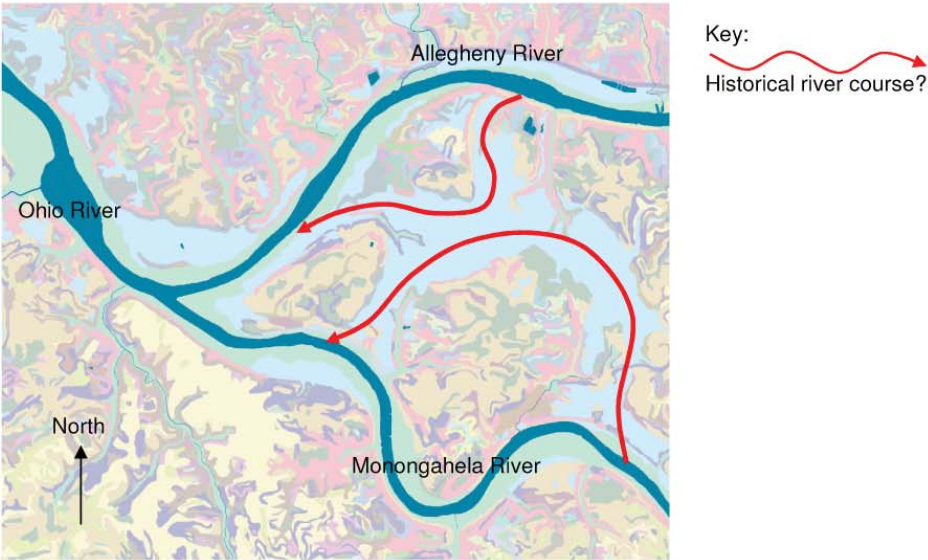 Allegheny River
Key:
Historical river course?
Ohio River
North
Monongahela River